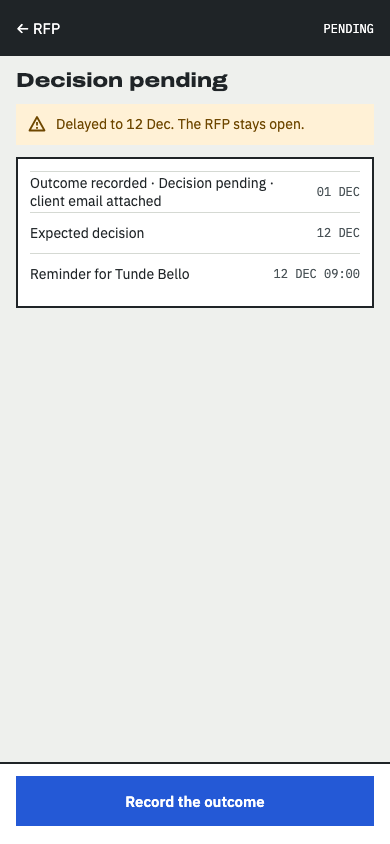 ← RFP
PENDING
Decision pending
Delayed to 12 Dec. The RFP stays open.
Outcome recorded · Decision pending ·
client email attached
01 DEC
Expected decision
12 DEC
Reminder for Tunde Bello
12 DEC 09:00
Record the outcome